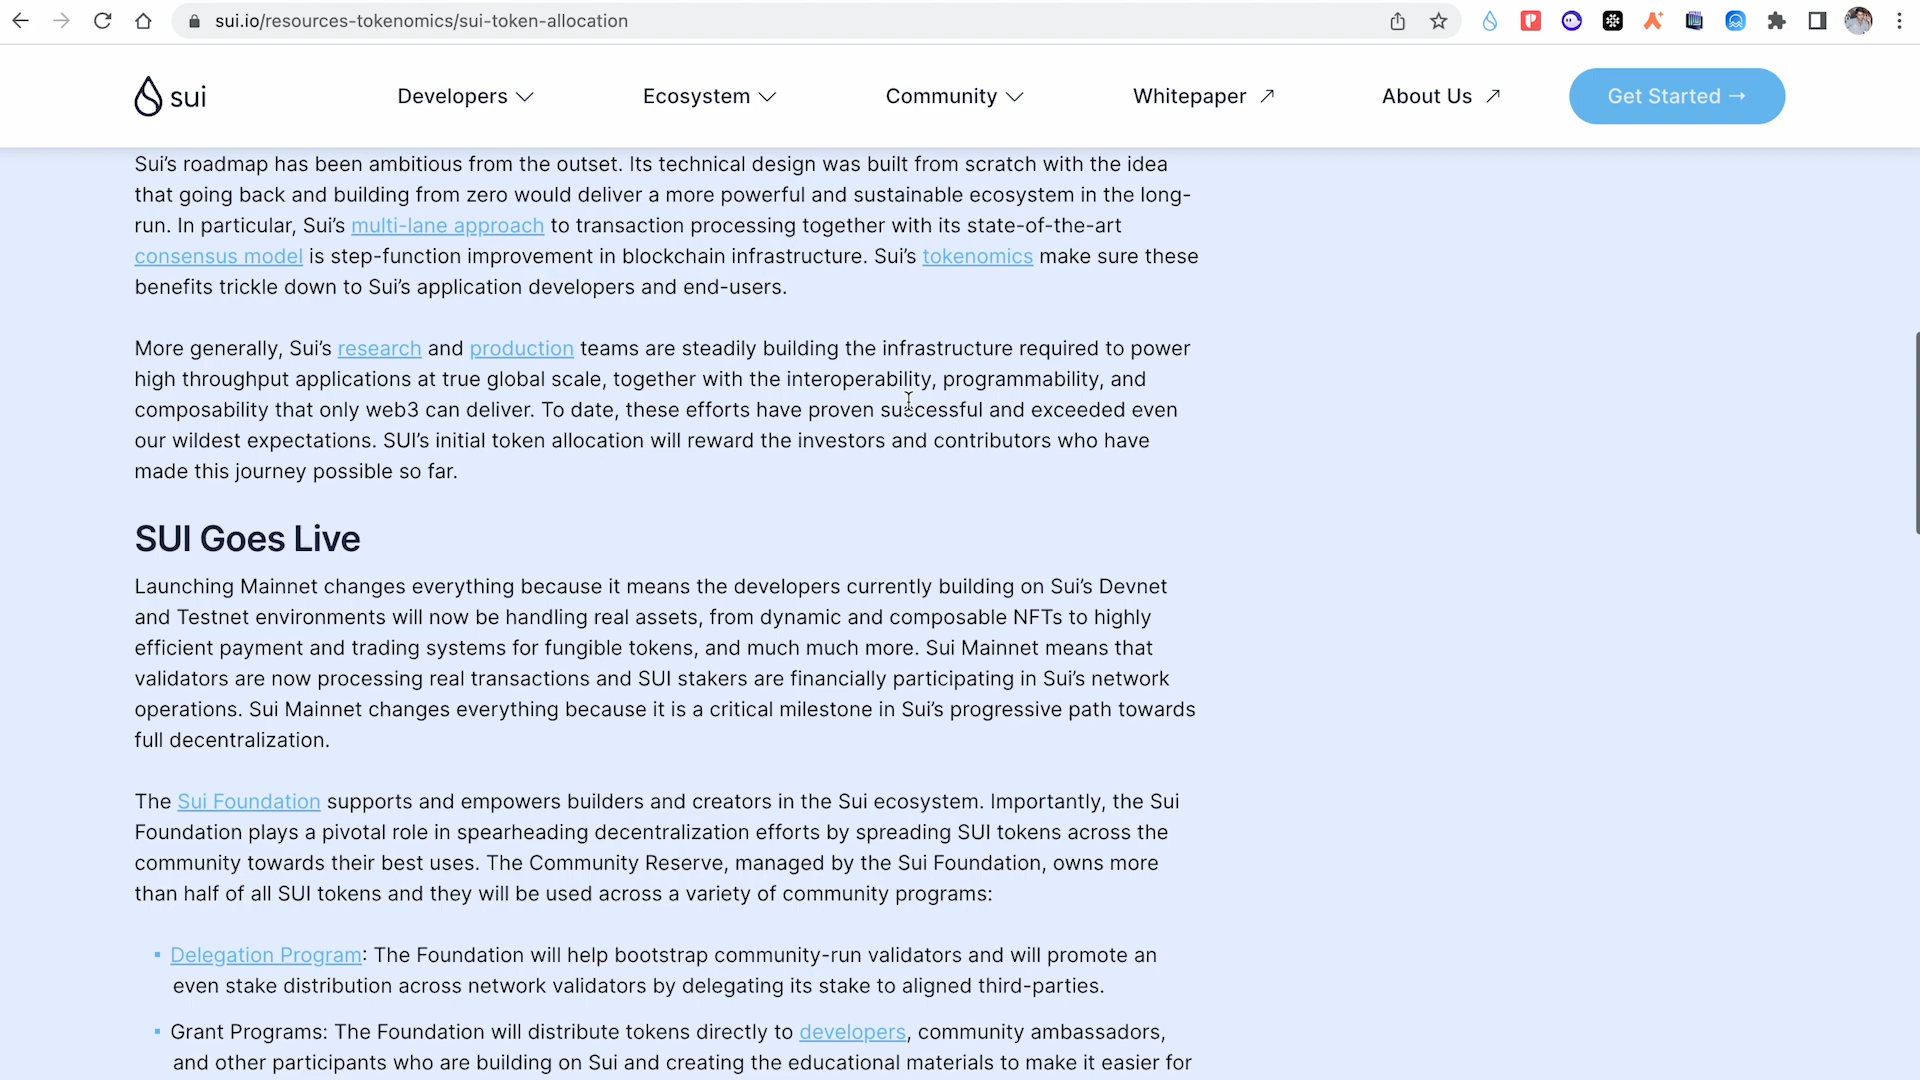 sui.io/resources-tokenomics/sui-token-allocation
sui
Developers
Ecosystem
Community
Whitepaper ↗
About Us ↗
Get Started →
Sui’s roadmap has been ambitious from the outset. Its technical design was built from scratch with the idea
that going back and building from zero would deliver a more powerful and sustainable ecosystem in the long-
run. In particular, Sui’s multi-lane approach to transaction processing together with its state-of-the-art
consensus model is step-function improvement in blockchain infrastructure. Sui’s tokenomics make sure these
benefits trickle down to Sui’s application developers and end-users.
More generally, Sui’s research and production teams are steadily building the infrastructure required to power
high throughput applications at true global scale, together with the interoperability, programmability, and
composability that only web3 can deliver. To date, these efforts have proven successful and exceeded even
our wildest expectations. SUI’s initial token allocation will reward the investors and contributors who have
made this journey possible so far.
SUI Goes Live
Launching Mainnet changes everything because it means the developers currently building on Sui’s Devnet
and Testnet environments will now be handling real assets, from dynamic and composable NFTs to highly
efficient payment and trading systems for fungible tokens, and much much more. Sui Mainnet means that
validators are now processing real transactions and SUI stakers are financially participating in Sui’s network
operations. Sui Mainnet changes everything because it is a critical milestone in Sui’s progressive path towards
full decentralization.
The Sui Foundation supports and empowers builders and creators in the Sui ecosystem. Importantly, the Sui
Foundation plays a pivotal role in spearheading decentralization efforts by spreading SUI tokens across the
community towards their best uses. The Community Reserve, managed by the Sui Foundation, owns more
than half of all SUI tokens and they will be used across a variety of community programs:
▪ Delegation Program: The Foundation will help bootstrap community-run validators and will promote an
even stake distribution across network validators by delegating its stake to aligned third-parties.
▪ Grant Programs: The Foundation will distribute tokens directly to developers, community ambassadors,
and other participants who are building on Sui and creating the educational materials to make it easier for